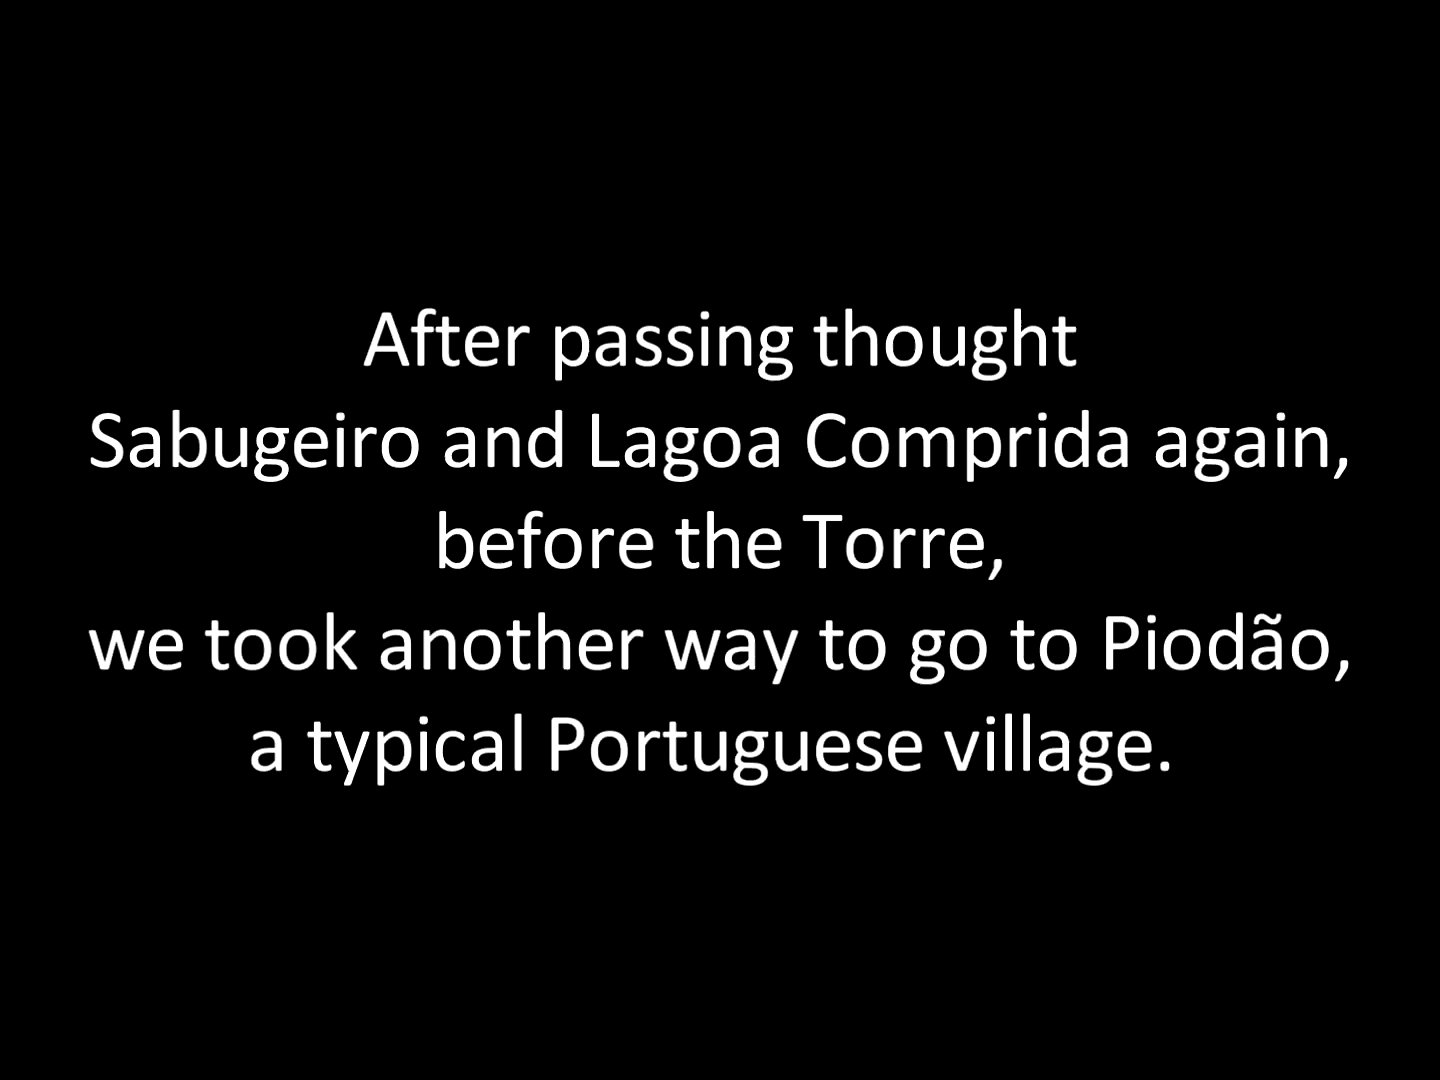 After passing thought
Sabugeiro and Lagoa Comprida again,
before the Torre,
we took another way to go to Piodão,
a typical Portuguese village.